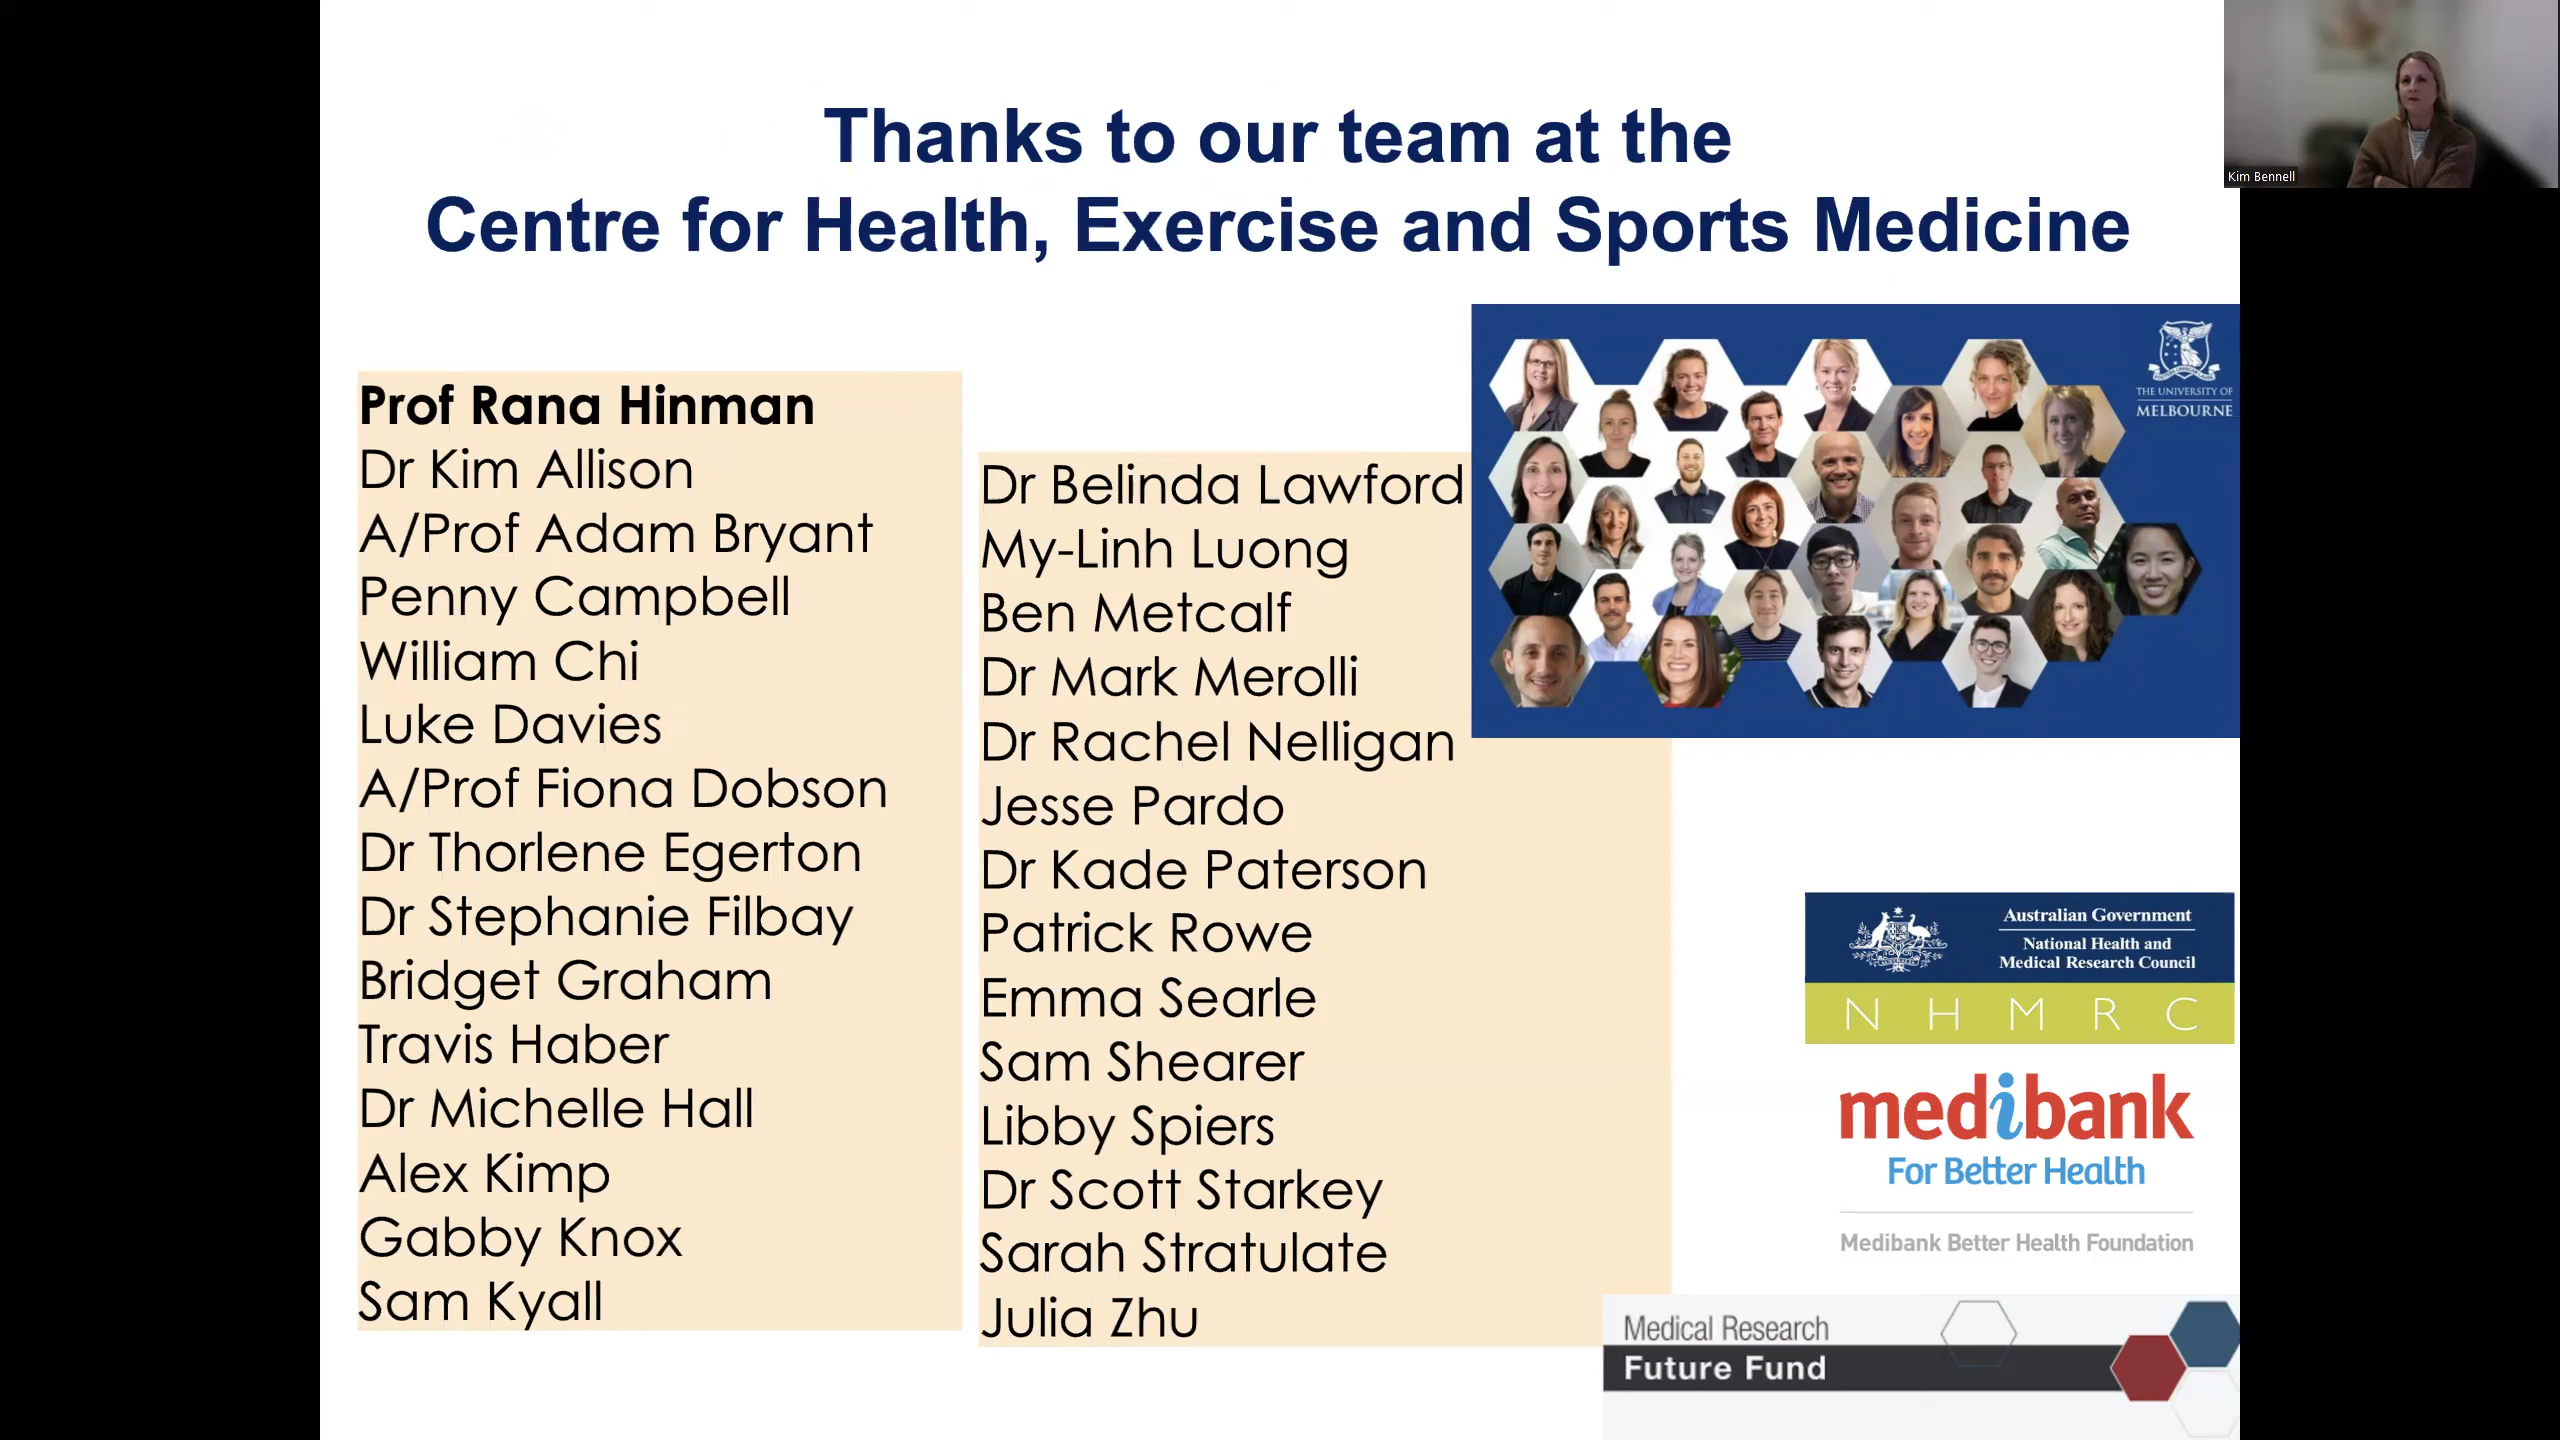 Thanks to our team at the
Centre for Health, Exercise and Sports Medicine
Kim Bennell
Prof Rana Hinman
Dr Kim Allison
A/Prof Adam Bryant
Penny Campbell
William Chi
Luke Davies
A/Prof Fiona Dobson
Dr Thorlene Egerton
Dr Stephanie Filbay
Bridget Graham
Travis Haber
Dr Michelle Hall
Alex Kimp
Gabby Knox
Sam Kyall
Dr Belinda Lawford
My-Linh Luong
Ben Metcalf
Dr Mark Merolli
Dr Rachel Nelligan
Jesse Pardo
Dr Kade Paterson
Patrick Rowe
Emma Searle
Sam Shearer
Libby Spiers
Dr Scott Starkey
Sarah Stratulate
Julia Zhu
THE UNIVERSITY OF
MELBOURNE
Australian Government
National Health and
Medical Research Council
NHMRC
medibank
For Better Health
Medibank Better Health Foundation
Medical Research
Future Fund